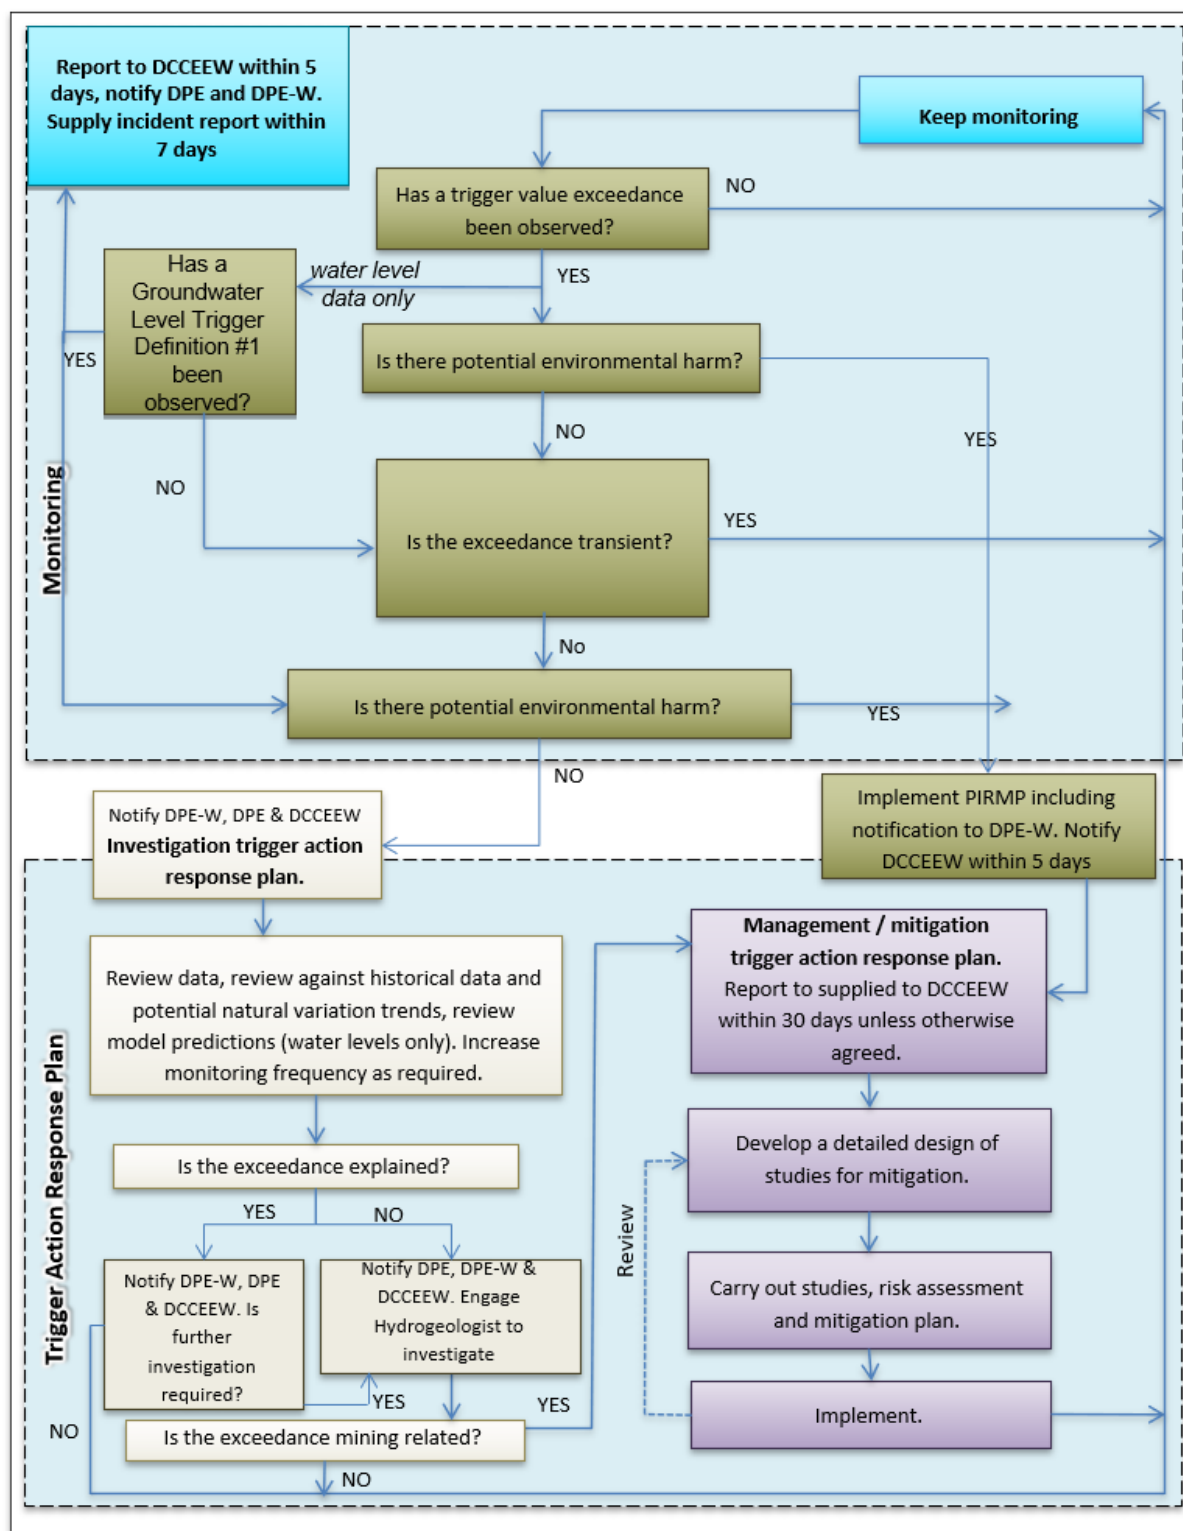 Report to DCCEEW within 5
days, notify DPE and DPE-W.
Supply incident report within
7 days
Keep monitoring
Has a trigger value exceedance
been observed?
NO
YES
water level
data only
Has a
Groundwater
Level Trigger
Definition #1
been
observed?
YES
Is there potential environmental harm?
NO
YES
NO
Monitoring
Is the exceedance transient?
YES
No
Is there potential environmental harm?
YES
NO
Notify DPE-W, DPE & DCCEEW
Investigation trigger action
response plan.
Implement PIRMP including
notification to DPE-W. Notify
DCCEEW within 5 days
Trigger Action Response Plan
Review data, review against historical data and
potential natural variation trends, review
model predictions (water levels only). Increase
monitoring frequency as required.
Management / mitigation
trigger action response plan.
Report to supplied to DCCEEW
within 30 days unless otherwise
agreed.
Is the exceedance explained?
YES
NO
Develop a detailed design of
studies for mitigation.
Review
Notify DPE-W, DPE
& DCCEEW. Is
further
investigation
required?
Notify DPE, DPE-W &
DCCEEW. Engage
Hydrogeologist to
investigate
Carry out studies, risk assessment
and mitigation plan.
YES
YES
NO
Is the exceedance mining related?
NO
Implement.